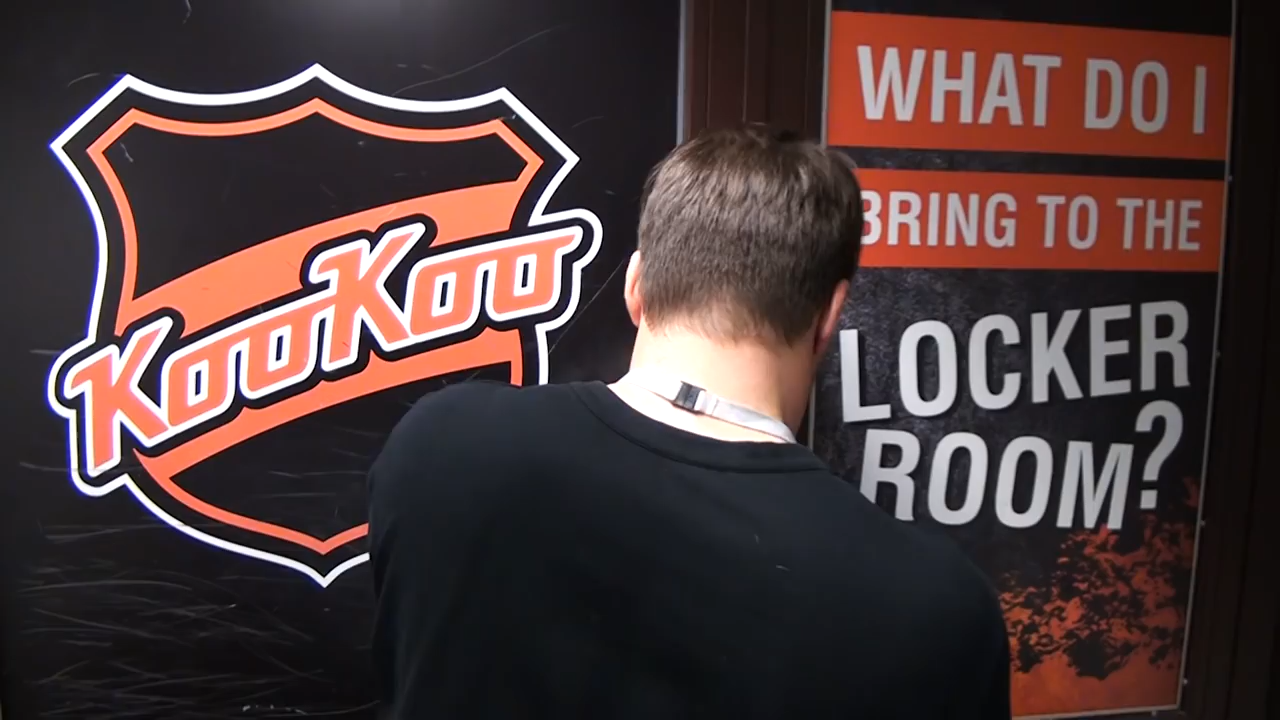 KooKoo
WHAT DO I
BRING TO THE
LOCKER
ROOM?